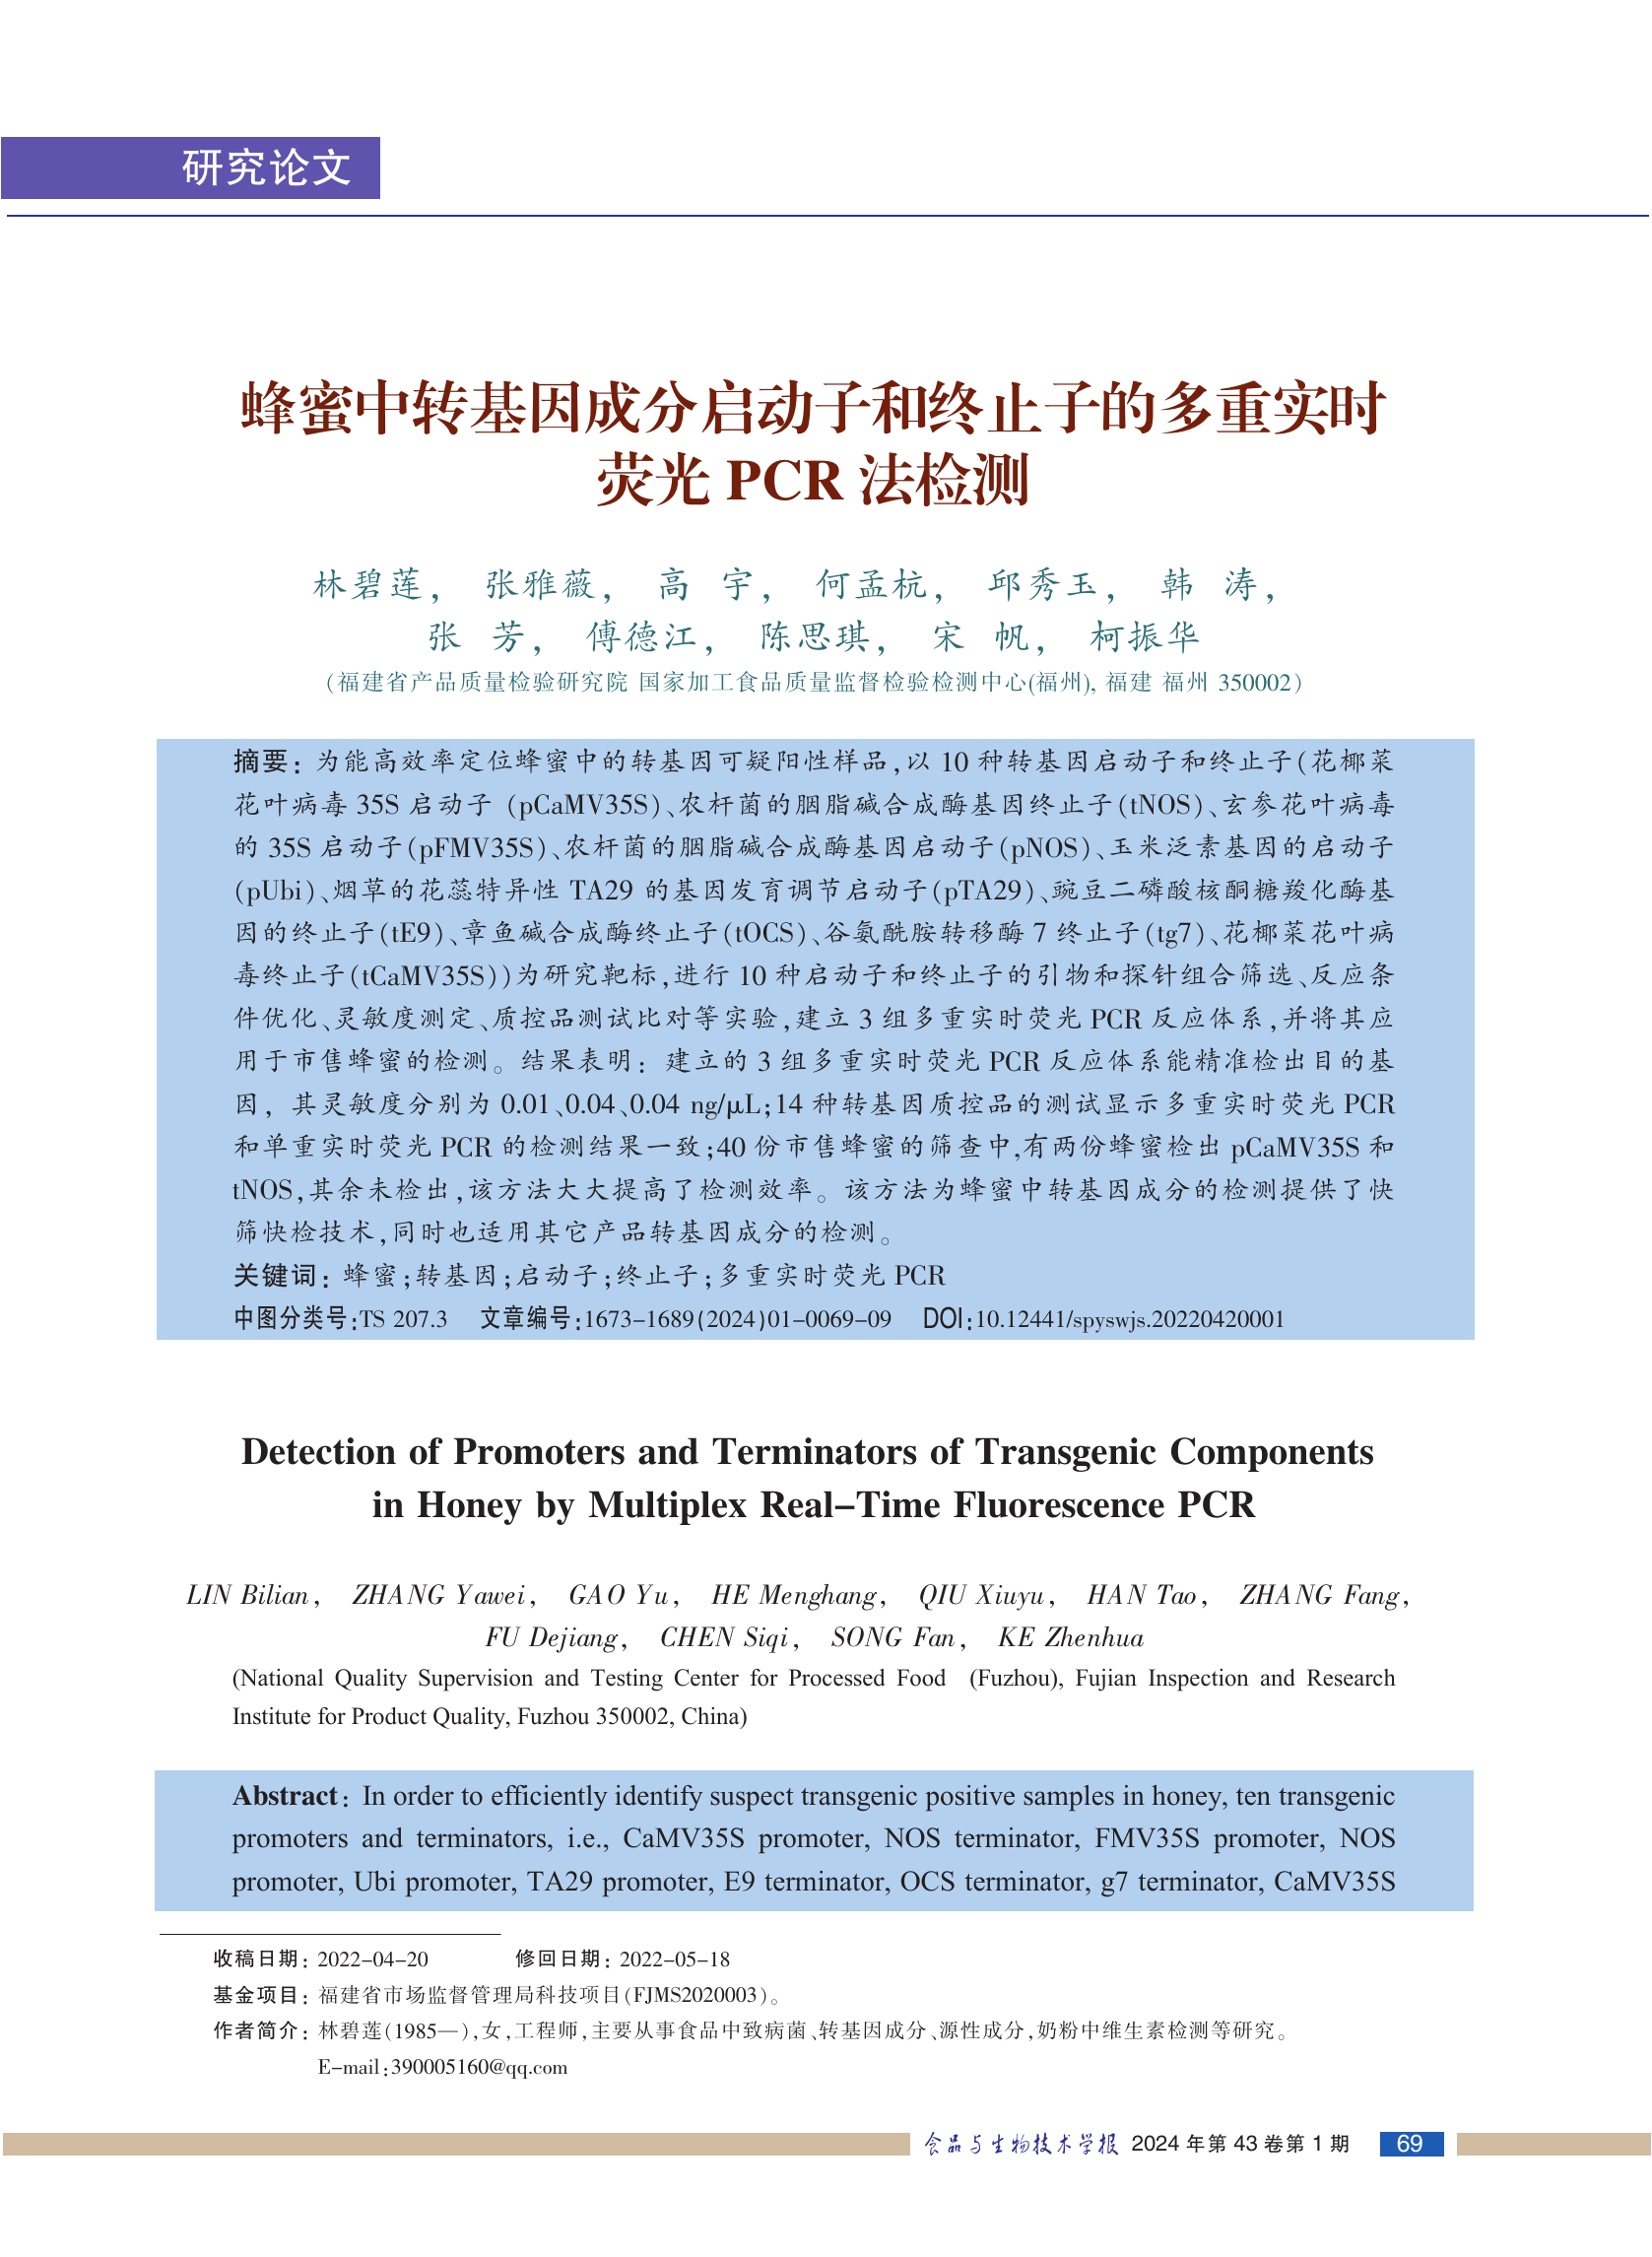 研究论文
蜂蜜中转基因成分启动子和终止子的多重实时
荧光 PCR 法检测
林碧莲， 张雅薇， 高 宇， 何孟杭， 邱秀玉， 韩 涛，
张 芳， 傅德江， 陈思琪， 宋 帆， 柯振华
（福建省产品质量检验研究院 国家加工食品质量监督检验检测中心(福州), 福建 福州 350002）
摘要：为能高效率定位蜂蜜中的转基因可疑阳性样品,以 10 种转基因启动子和终止子(花椰菜
花叶病毒 35S 启动子 (pCaMV35S)、农杆菌的胭脂碱合成酶基因终止子(tNOS)、玄参花叶病毒
的 35S 启动子(pFMV35S)、农杆菌的胭脂碱合成酶基因启动子(pNOS)、玉米泛素基因的启动子
(pUbi)、烟草的花蕊特异性 TA29 的基因发育调节启动子(pTA29)、豌豆二磷酸核酮糖羧化酶基
因的终止子(tE9)、章鱼碱合成酶终止子(tOCS)、谷氨酰胺转移酶 7 终止子(tg7)、花椰菜花叶病
毒终止子(tCaMV35S))为研究靶标,进行 10 种启动子和终止子的引物和探针组合筛选、反应条
件优化、灵敏度测定、质控品测试比对等实验,建立 3 组多重实时荧光 PCR 反应体系,并将其应
用于市售蜂蜜的检测。结果表明：建立的 3 组多重实时荧光 PCR 反应体系能精准检出目的基
因，其灵敏度分别为 0.01、0.04、0.04 ng/μL;14 种转基因质控品的测试显示多重实时荧光 PCR
和单重实时荧光 PCR 的检测结果一致;40 份市售蜂蜜的筛查中,有两份蜂蜜检出 pCaMV35S 和
tNOS,其余未检出,该方法大大提高了检测效率。该方法为蜂蜜中转基因成分的检测提供了快
筛快检技术,同时也适用其它产品转基因成分的检测。
关键词：蜂蜜;转基因;启动子;终止子;多重实时荧光 PCR
中图分类号:TS 207.3 文章编号:1673-1689(2024)01-0069-09 DOI:10.12441/spyswjs.20220420001
Detection of Promoters and Terminators of Transgenic Components
in Honey by Multiplex Real-Time Fluorescence PCR
LIN Bilian， ZHANG Yawei， GAO Yu， HE Menghang， QIU Xiuyu， HAN Tao， ZHANG Fang，
FU Dejiang， CHEN Siqi， SONG Fan， KE Zhenhua
(National Quality Supervision and Testing Center for Processed Food (Fuzhou), Fujian Inspection and Research
Institute for Product Quality, Fuzhou 350002, China)
Abstract：In order to efficiently identify suspect transgenic positive samples in honey, ten transgenic
promoters and terminators, i.e., CaMV35S promoter, NOS terminator, FMV35S promoter, NOS
promoter, Ubi promoter, TA29 promoter, E9 terminator, OCS terminator, g7 terminator, CaMV35S
收稿日期：2022-04-20 修回日期：2022-05-18
基金项目：福建省市场监督管理局科技项目(FJMS2020003)。
作者简介：林碧莲(1985—),女,工程师,主要从事食品中致病菌、转基因成分、源性成分,奶粉中维生素检测等研究。
E-mail:390005160@qq.com
食品与生物技术学报 2024 年第 43 卷第 1 期 69